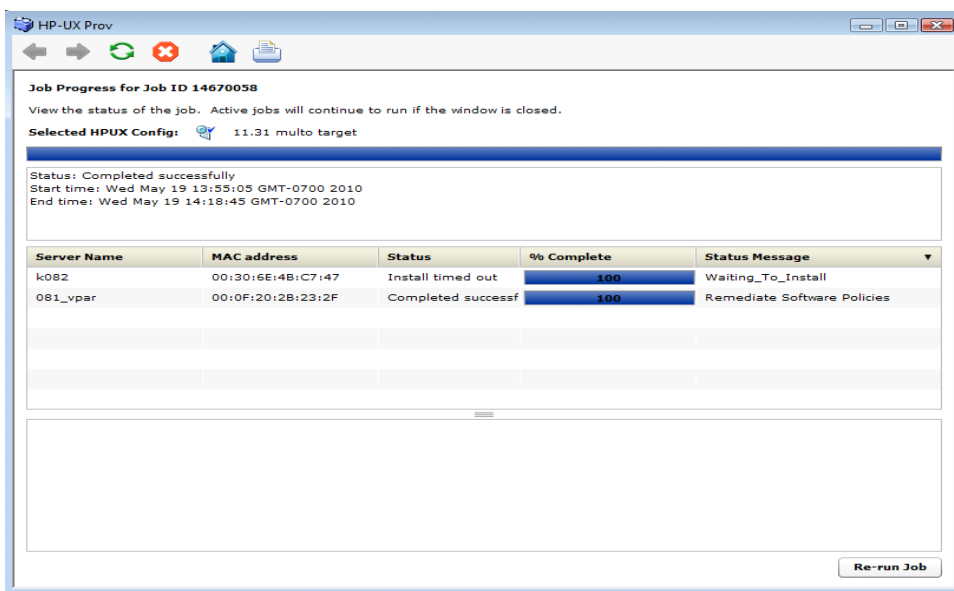 HP-UX Prov
Job Progress for Job ID 14670058
View the status of the job. Active jobs will continue to run if the window is closed.
Selected HPUX Config: 11.31 multo target
Status: Completed successfully
Start time: Wed May 19 13:55:05 GMT-0700 2010
End time: Wed May 19 14:18:45 GMT-0700 2010
Server Name MAC address Status % Complete Status Message
k082 00:30:6E:4B:C7:47 Install timed out 100 Waiting_To_Install
081_vpar 00:0F:20:2B:23:2F Completed successf 100 Remediate Software Policies
Re-run Job